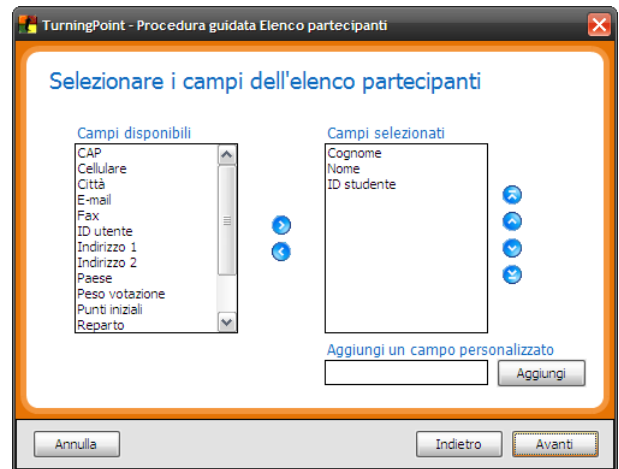 TurningPoint - Procedura guidata Elenco partecipanti
Selezionare i campi dell'elenco partecipanti
Campi disponibili
CAP
Cellulare
Città
E-mail
Fax
ID utente
Indirizzo 1
Indirizzo 2
Paese
Peso votazione
Punti iniziali
Reparto
Campi selezionati
Cognome
Nome
ID studente
Aggiungi un campo personalizzato
Aggiungi
Annulla
Indietro
Avanti